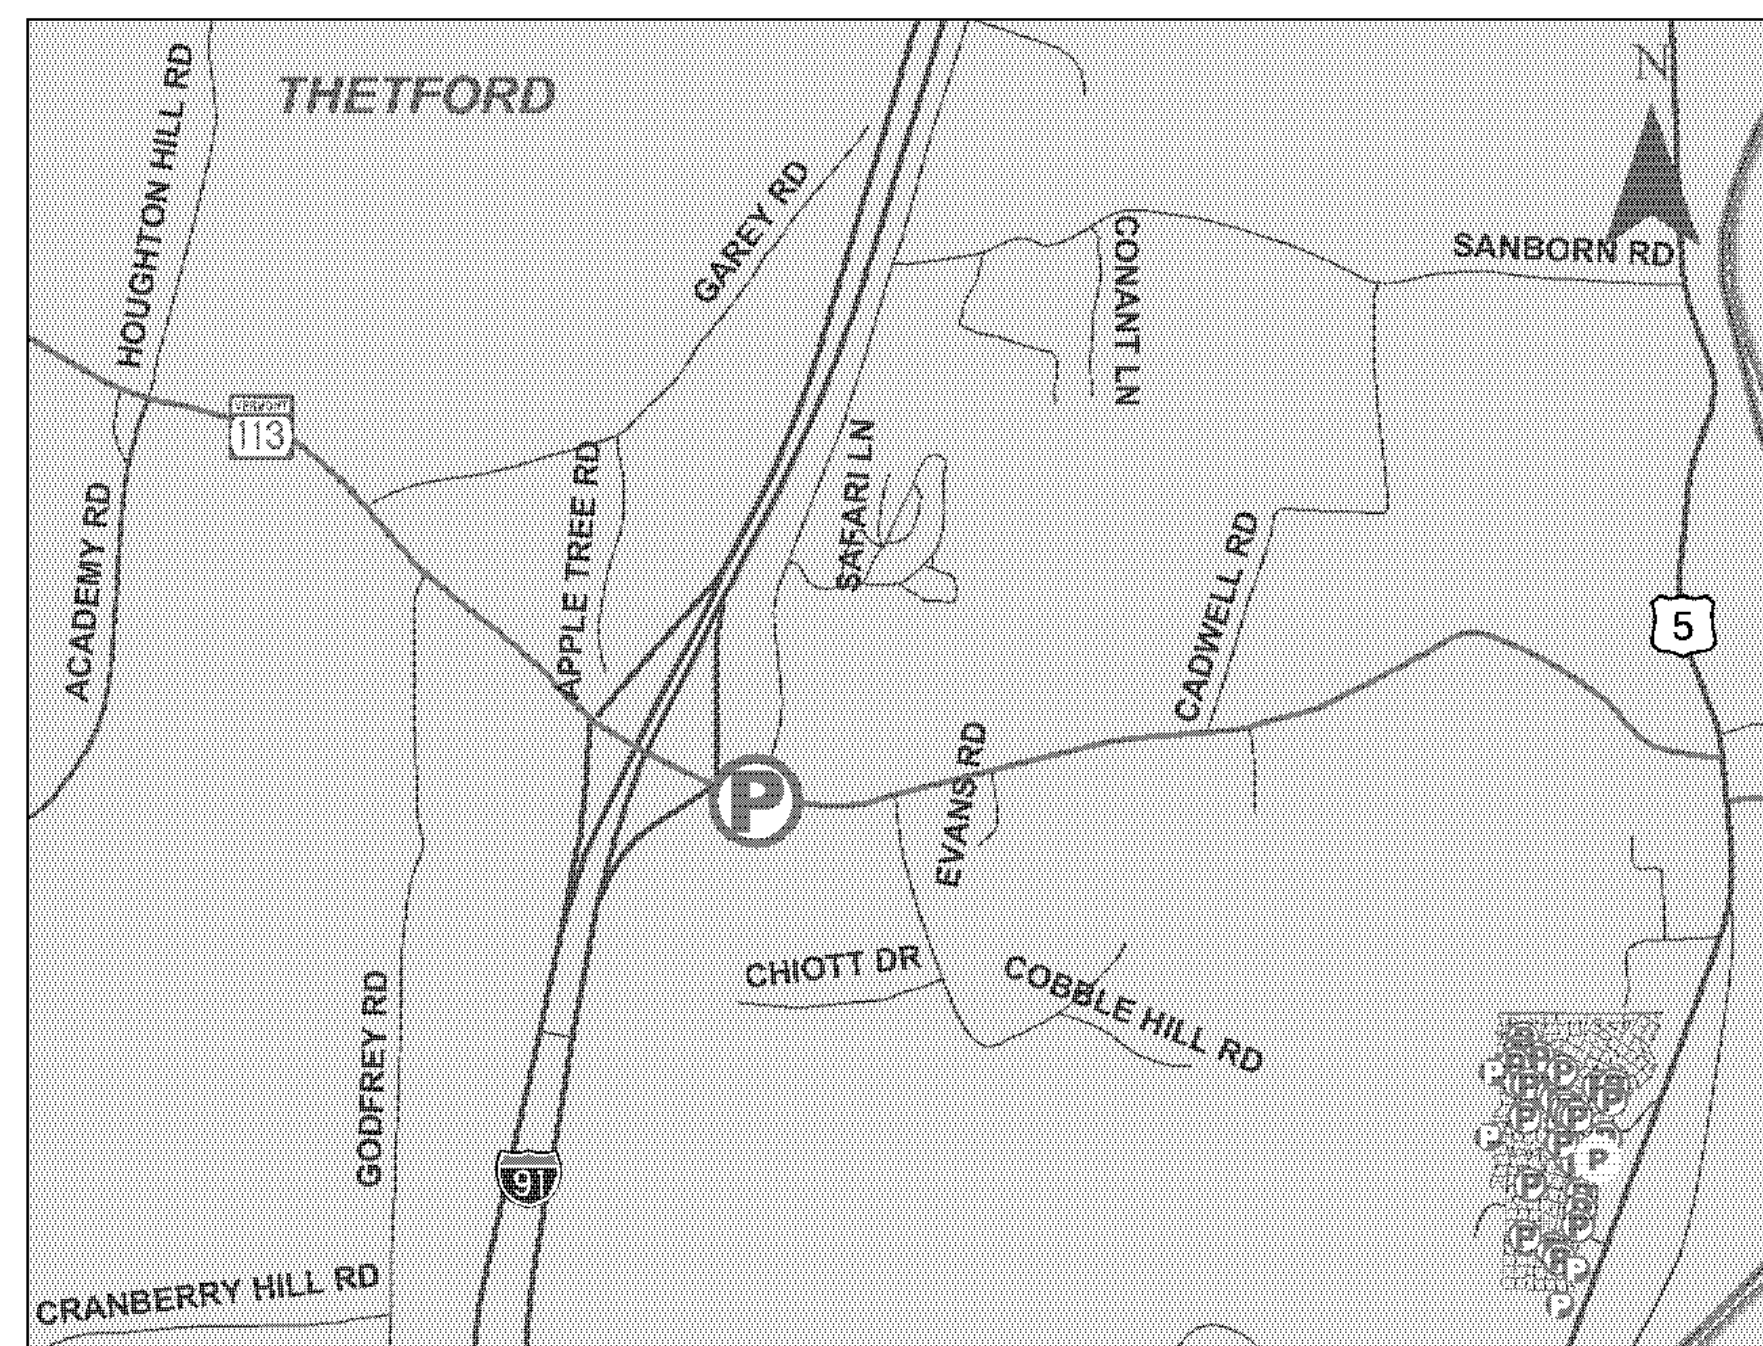 N
THETFORD
HOUGHTON HILL RD
GAREY RD
CONANT LN
SANBORN RD
VERMONT
113
SAFARI LN
APPLE TREE RD
ACADEMY RD
CADWELL RD
5
P
EVANS RD
CHIOTT DR
COBBLE HILL RD
GODFREY RD
91
CRANBERRY HILL RD
P
P
P
P
P
P
P
P
P
P
P
P
P